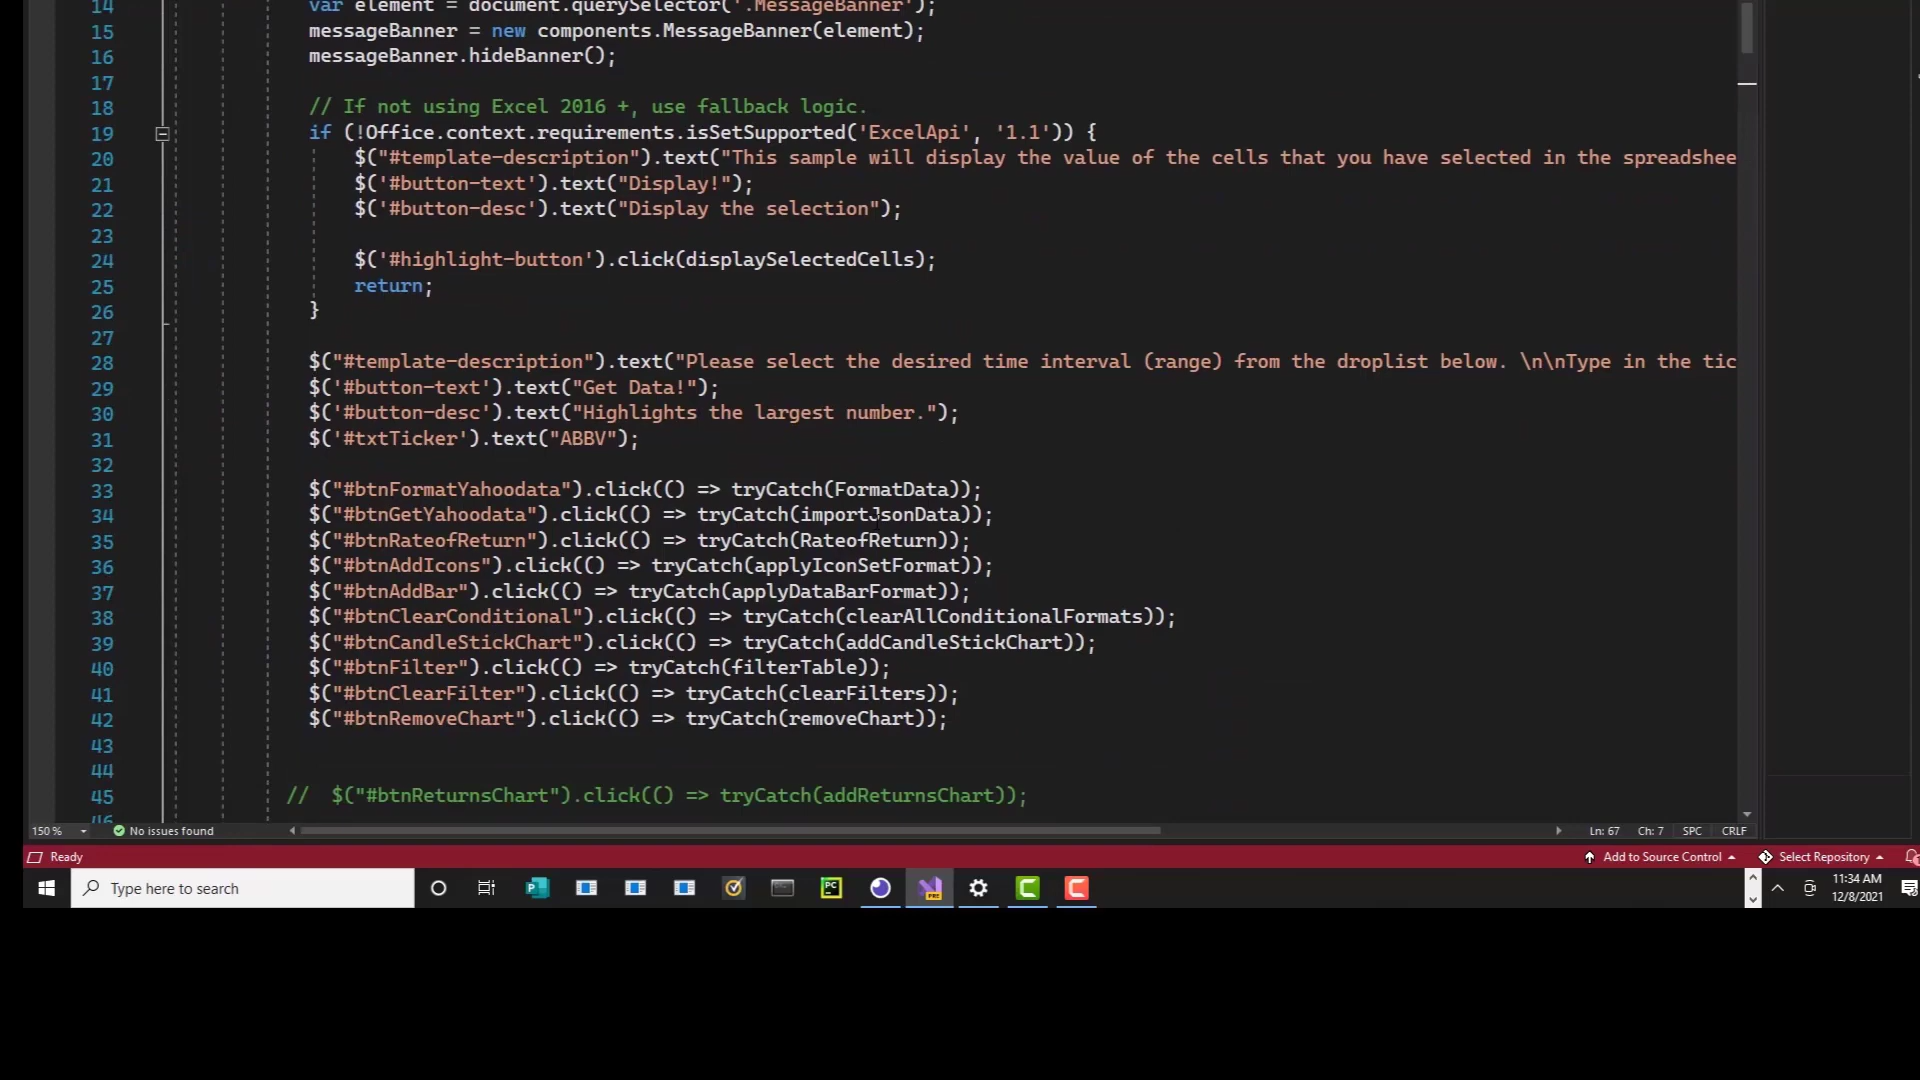 14 var element = document.querySelector('.MessageBanner');
15 messageBanner = new components.MessageBanner(element);
16 messageBanner.hideBanner();
17
18 // If not using Excel 2016 +, use fallback logic.
19 if (!Office.context.requirements.isSetSupported('ExcelApi', '1.1')) {
20 $("#template-description").text("This sample will display the value of the cells that you have selected in the spreadshee
21 $('#button-text').text("Display!");
22 $('#button-desc').text("Display the selection");
23
24 $('#highlight-button').click(displaySelectedCells);
25 return;
26 }
27
28 $("#template-description").text("Please select the desired time interval (range) from the droplist below. \n\nType in the tic
29 $('#button-text').text("Get Data!");
30 $('#button-desc').text("Highlights the largest number.");
31 $('#txtTicker').text("ABBV");
32
33 $("#btnFormatYahoodata").click(() => tryCatch(FormatData));
34 $("#btnGetYahoodata").click(() => tryCatch(importJsonData));
35 $("#btnRateofReturn").click(() => tryCatch(RateofReturn));
36 $("#btnAddIcons").click(() => tryCatch(applyIconSetFormat));
37 $("#btnAddBar").click(() => tryCatch(applyDataBarFormat));
38 $("#btnClearConditional").click(() => tryCatch(clearAllConditionalFormats));
39 $("#btnCandleStickChart").click(() => tryCatch(addCandleStickChart));
40 $("#btnFilter").click(() => tryCatch(filterTable));
41 $("#btnClearFilter").click(() => tryCatch(clearFilters));
42 $("#btnRemoveChart").click(() => tryCatch(removeChart));
43
44
45 // $("#btnReturnsChart").click(() => tryCatch(addReturnsChart));
46
150 % No issues found Ln: 67 Ch: 7 SPC CRLF
Ready Add to Source Control Select Repository
Type here to search PC PRE 11:34 AM
12/8/2021